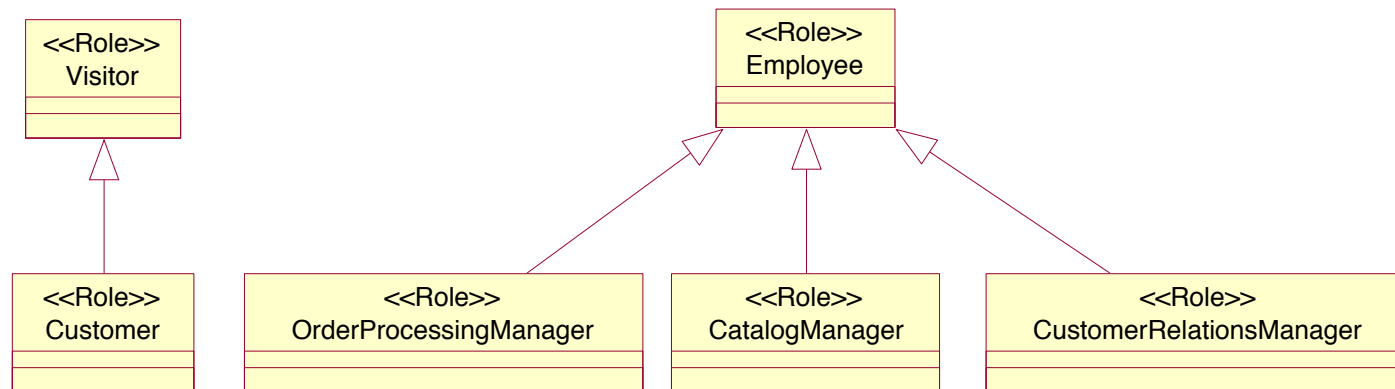 <<Role>>
Visitor
<<Role>>
Employee
<<Role>>
Customer
<<Role>>
OrderProcessingManager
<<Role>>
CatalogManager
<<Role>>
CustomerRelationsManager